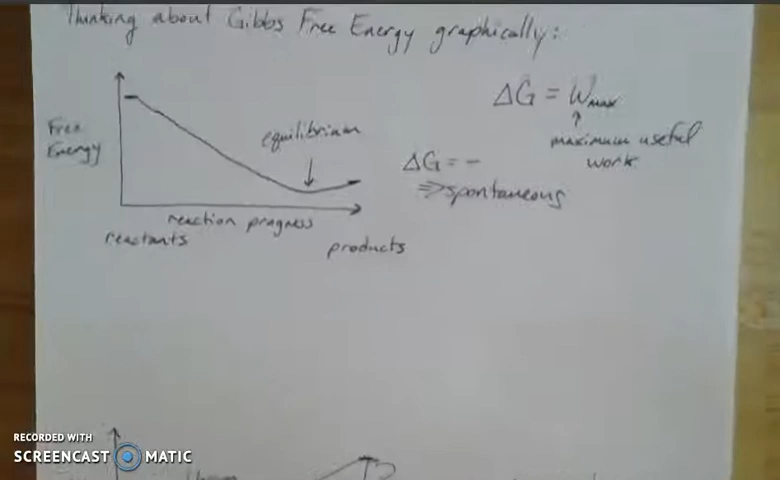 Thinking about Gibbs Free Energy graphically:
Free
Energy
equilibrium
reaction progress
reactants
products
ΔG = -
⇒ spontaneous
ΔG = Wmax
↑
maximum useful
work
RECORDED WITH
SCREENCAST MATIC